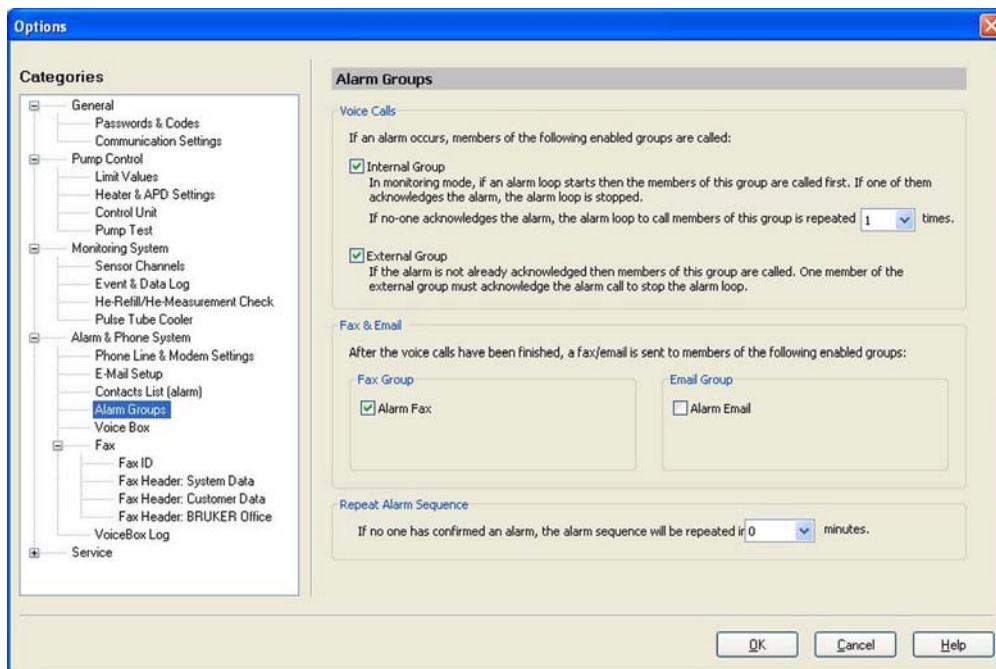 Options
Categories
General
Passwords & Codes
Communication Settings
Pump Control
Limit Values
Heater & APD Settings
Control Unit
Pump Test
Monitoring System
Sensor Channels
Event & Data Log
He-Refill/He-Measurement Check
Pulse Tube Cooler
Alarm & Phone System
Phone Line & Modem Settings
E-Mail Setup
Contacts List (alarm)
Alarm Groups
Voice Box
Fax
Fax ID
Fax Header: System Data
Fax Header: Customer Data
Fax Header: BRUKER Office
VoiceBox Log
Service
Alarm Groups
Voice Calls
If an alarm occurs, members of the following enabled groups are called:
Internal Group
In monitoring mode, if an alarm loop starts then the members of this group are called first. If one of them
acknowledges the alarm, the alarm loop is stopped.
If no-one acknowledges the alarm, the alarm loop to call members of this group is repeated 1 times.
External Group
If the alarm is not already acknowledged then members of this group are called. One member of the
external group must acknowledge the alarm call to stop the alarm loop.
Fax & Email
After the voice calls have been finished, a fax/email is sent to members of the following enabled groups:
Fax Group
Alarm Fax
Email Group
Alarm Email
Repeat Alarm Sequence
If no one has confirmed an alarm, the alarm sequence will be repeated ir 0 minutes.
OK Cancel Help